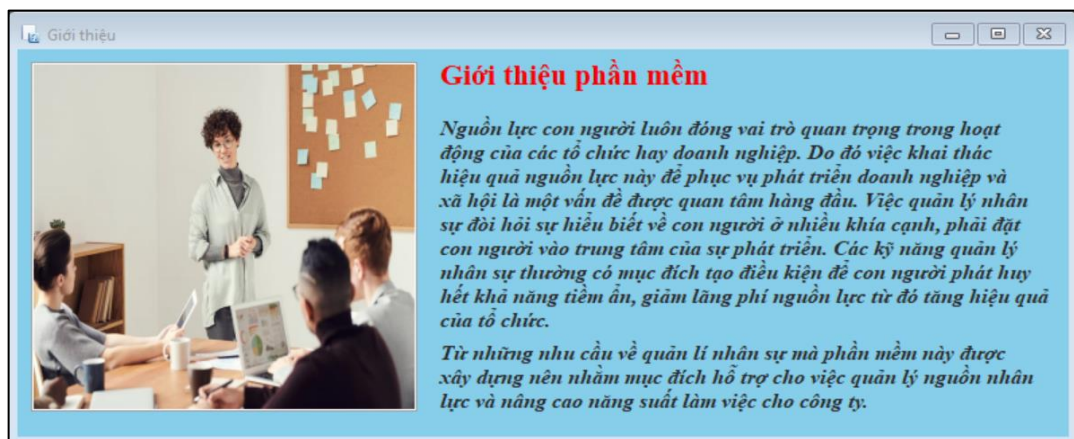 Giới thiệu
Giới thiệu phần mềm
Nguồn lực con người luôn đóng vai trò quan trọng trong hoạt
động của các tổ chức hay doanh nghiệp. Do đó việc khai thác
hiệu quả nguồn lực này để phục vụ phát triển doanh nghiệp và
xã hội là một vấn đề được quan tâm hàng đầu. Việc quản lý nhân
sự đòi hỏi sự hiểu biết về con người ở nhiều khía cạnh, phải đặt
con người vào trung tâm của sự phát triển. Các kỹ năng quản lý
nhân sự thường có mục đích tạo điều kiện để con người phát huy
hết khả năng tiềm ẩn, giảm lãng phí nguồn lực từ đó tăng hiệu quả
của tổ chức.
Từ những nhu cầu về quản lí nhân sự mà phần mềm này được
xây dựng nên nhằm mục đích hỗ trợ cho việc quản lý nguồn nhân
lực và nâng cao năng suất làm việc cho công ty.